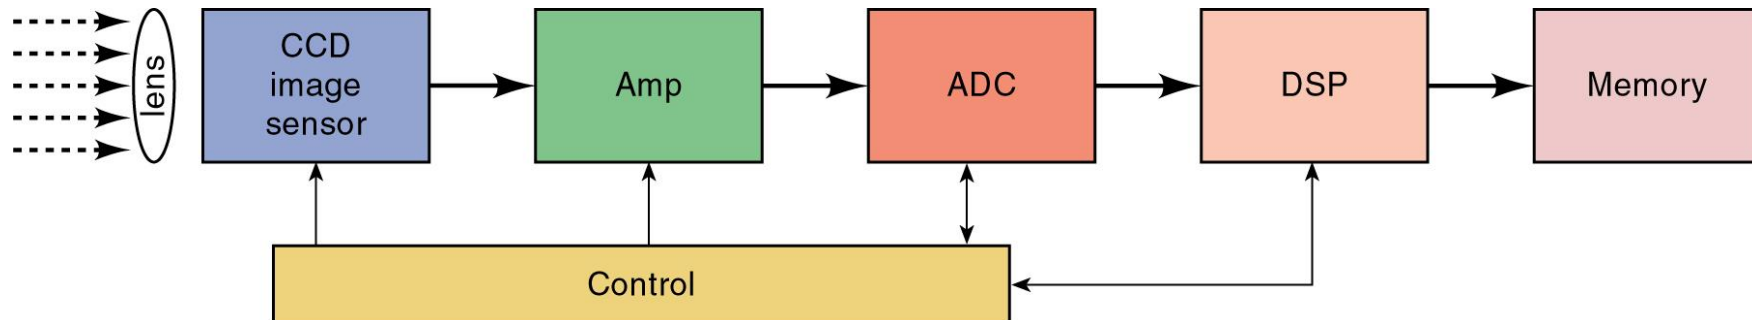 lens
CCD
image
sensor
Amp
ADC
DSP
Memory
Control